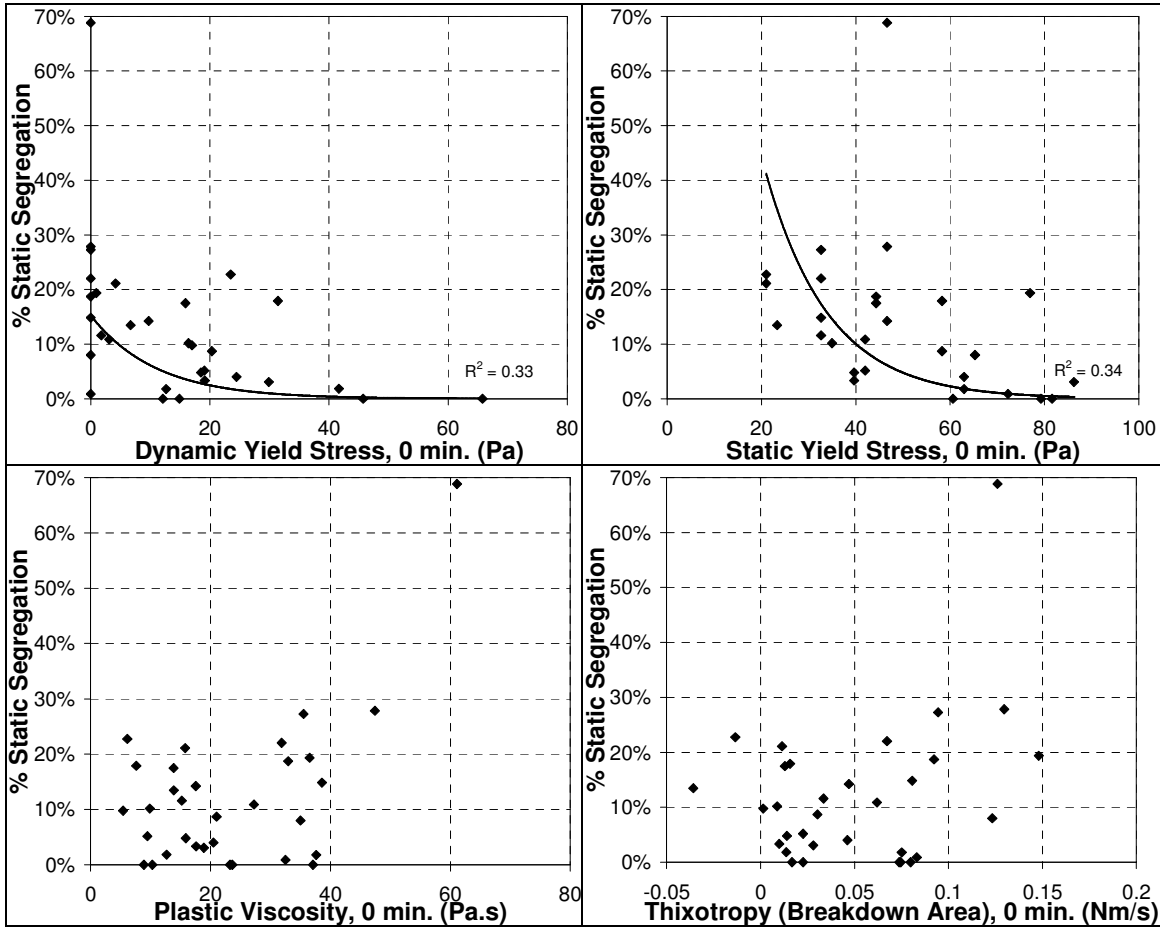 70%
60%
50%
40%
30%
20%
10%
0%
% Static Segregation
R² = 0.33
0 20 40 60 80
Dynamic Yield Stress, 0 min. (Pa)
70%
60%
50%
40%
30%
20%
10%
0%
% Static Segregation
R² = 0.34
0 20 40 60 80 100
Static Yield Stress, 0 min. (Pa)
70%
60%
50%
40%
30%
20%
10%
0%
% Static Segregation
0 20 40 60 80
Plastic Viscosity, 0 min. (Pa.s)
70%
60%
50%
40%
30%
20%
10%
0%
% Static Segregation
-0.05 0 0.05 0.1 0.15 0.2
Thixotropy (Breakdown Area), 0 min. (Nm/s)